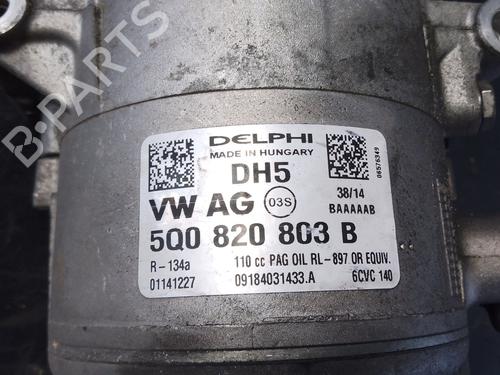 DELPHI
MADE IN HUNGARY
DH5
38/14
VW AG 03S BAAAAAB
5Q0 820 803 B
R-134a 110 cc PAG OIL RL-897 OR EQUIV.
01141227 09184031433.A 6CVC 140
06576349
B-PARTS